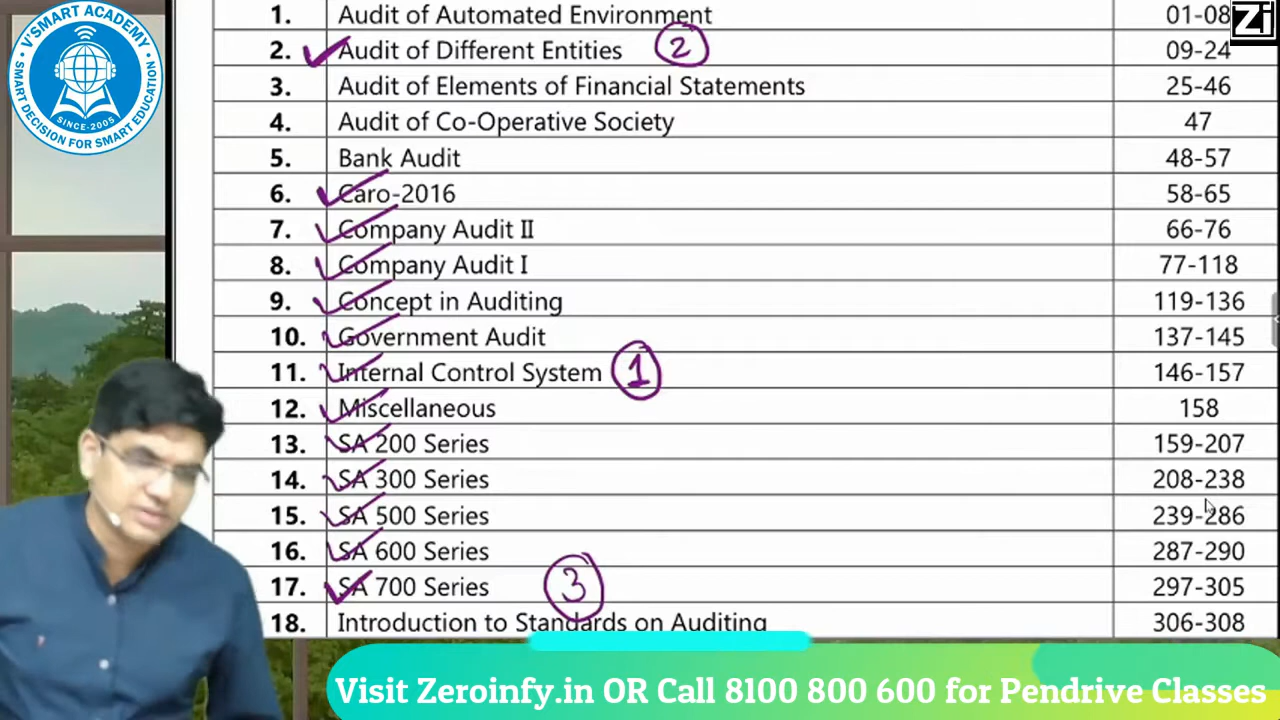 V'SMART ACADEMY
SINCE-2005
SMART DECISION FOR SMART EDUCATION
Zi
1. Audit of Automated Environment 01-08
2. Audit of Different Entities 2 09-24
3. Audit of Elements of Financial Statements 25-46
4. Audit of Co-Operative Society 47
5. Bank Audit 48-57
6. Caro-2016 58-65
7. Company Audit II 66-76
8. Company Audit I 77-118
9. Concept in Auditing 119-136
10. Government Audit 137-145
11. Internal Control System 1 146-157
12. Miscellaneous 158
13. SA 200 Series 159-207
14. SA 300 Series 208-238
15. SA 500 Series 239-286
16. SA 600 Series 287-290
17. SA 700 Series 3 297-305
18. Introduction to Standards on Auditing 306-308
Visit Zeroinfy.in OR Call 8100 800 600 for Pendrive Classes